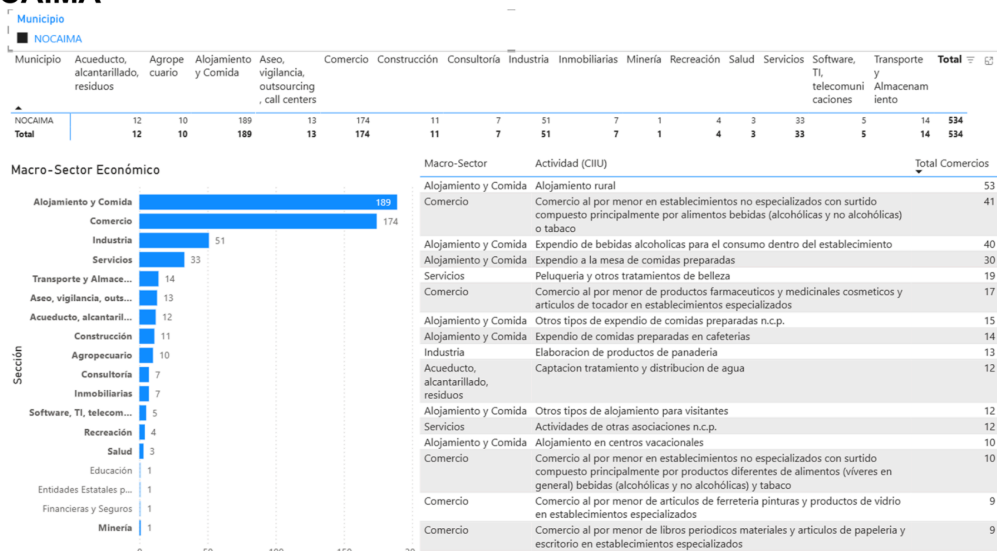 CAIMA
Municipio
NOCAIMA
Municipio Acueducto, Agrope Alojamiento Aseo, Comercio Construcción Consultoría Industria Inmobiliarias Minería Recreación Salud Servicios Software, Transporte Total
alcantarillado, cuario y Comida vigilancia, TI, y
residuos outsourcing telecomuni Almacenam
, call centers caciones iento
NOCAIMA 12 10 189 13 174 11 7 51 7 1 4 3 33 5 14 534
Total 12 10 189 13 174 11 7 51 7 1 4 3 33 5 14 534
Macro-Sector Económico
Sección
Alojamiento y Comida 189
Comercio 174
Industria 51
Servicios 33
Transporte y Almace... 14
Aseo, vigilancia, outs... 13
Acueducto, alcantaril... 12
Construcción 11
Agropecuario 10
Consultoría 7
Inmobiliarias 7
Software, TI, telecom... 5
Recreación 4
Salud 3
Educación 1
Entidades Estatales p... 1
Financieras y Seguros 1
Minería 1
0 50 100 150
Macro-Sector Actividad (CIIU) Total Comercios
Alojamiento y Comida Alojamiento rural 53
Comercio Comercio al por menor en establecimientos no especializados con surtido 41
compuesto principalmente por alimentos bebidas (alcohólicas y no alcohólicas)
o tabaco
Alojamiento y Comida Expendio de bebidas alcoholicas para el consumo dentro del establecimiento 40
Alojamiento y Comida Expendio a la mesa de comidas preparadas 30
Servicios Peluqueria y otros tratamientos de belleza 19
Comercio Comercio al por menor de productos farmaceuticos y medicinales cosmeticos y 17
articulos de tocador en establecimientos especializados
Alojamiento y Comida Otros tipos de expendio de comidas preparadas n.c.p. 15
Alojamiento y Comida Expendio de comidas preparadas en cafeterias 14
Industria Elaboracion de productos de panaderia 13
Acueducto, Captacion tratamiento y distribucion de agua 12
alcantarillado,
residuos
Alojamiento y Comida Otros tipos de alojamiento para visitantes 12
Servicios Actividades de otras asociaciones n.c.p. 12
Alojamiento y Comida Alojamiento en centros vacacionales 10
Comercio Comercio al por menor en establecimientos no especializados con surtido 10
compuesto principalmente por productos diferentes de alimentos (víveres en
general) bebidas (alcohólicas y no alcohólicas) y tabaco
Comercio Comercio al por menor de articulos de ferreteria pinturas y productos de vidrio 9
en establecimientos especializados
Comercio Comercio al por menor de libros periodicos materiales y articulos de papeleria y 9
escritorio en establecimientos especializados